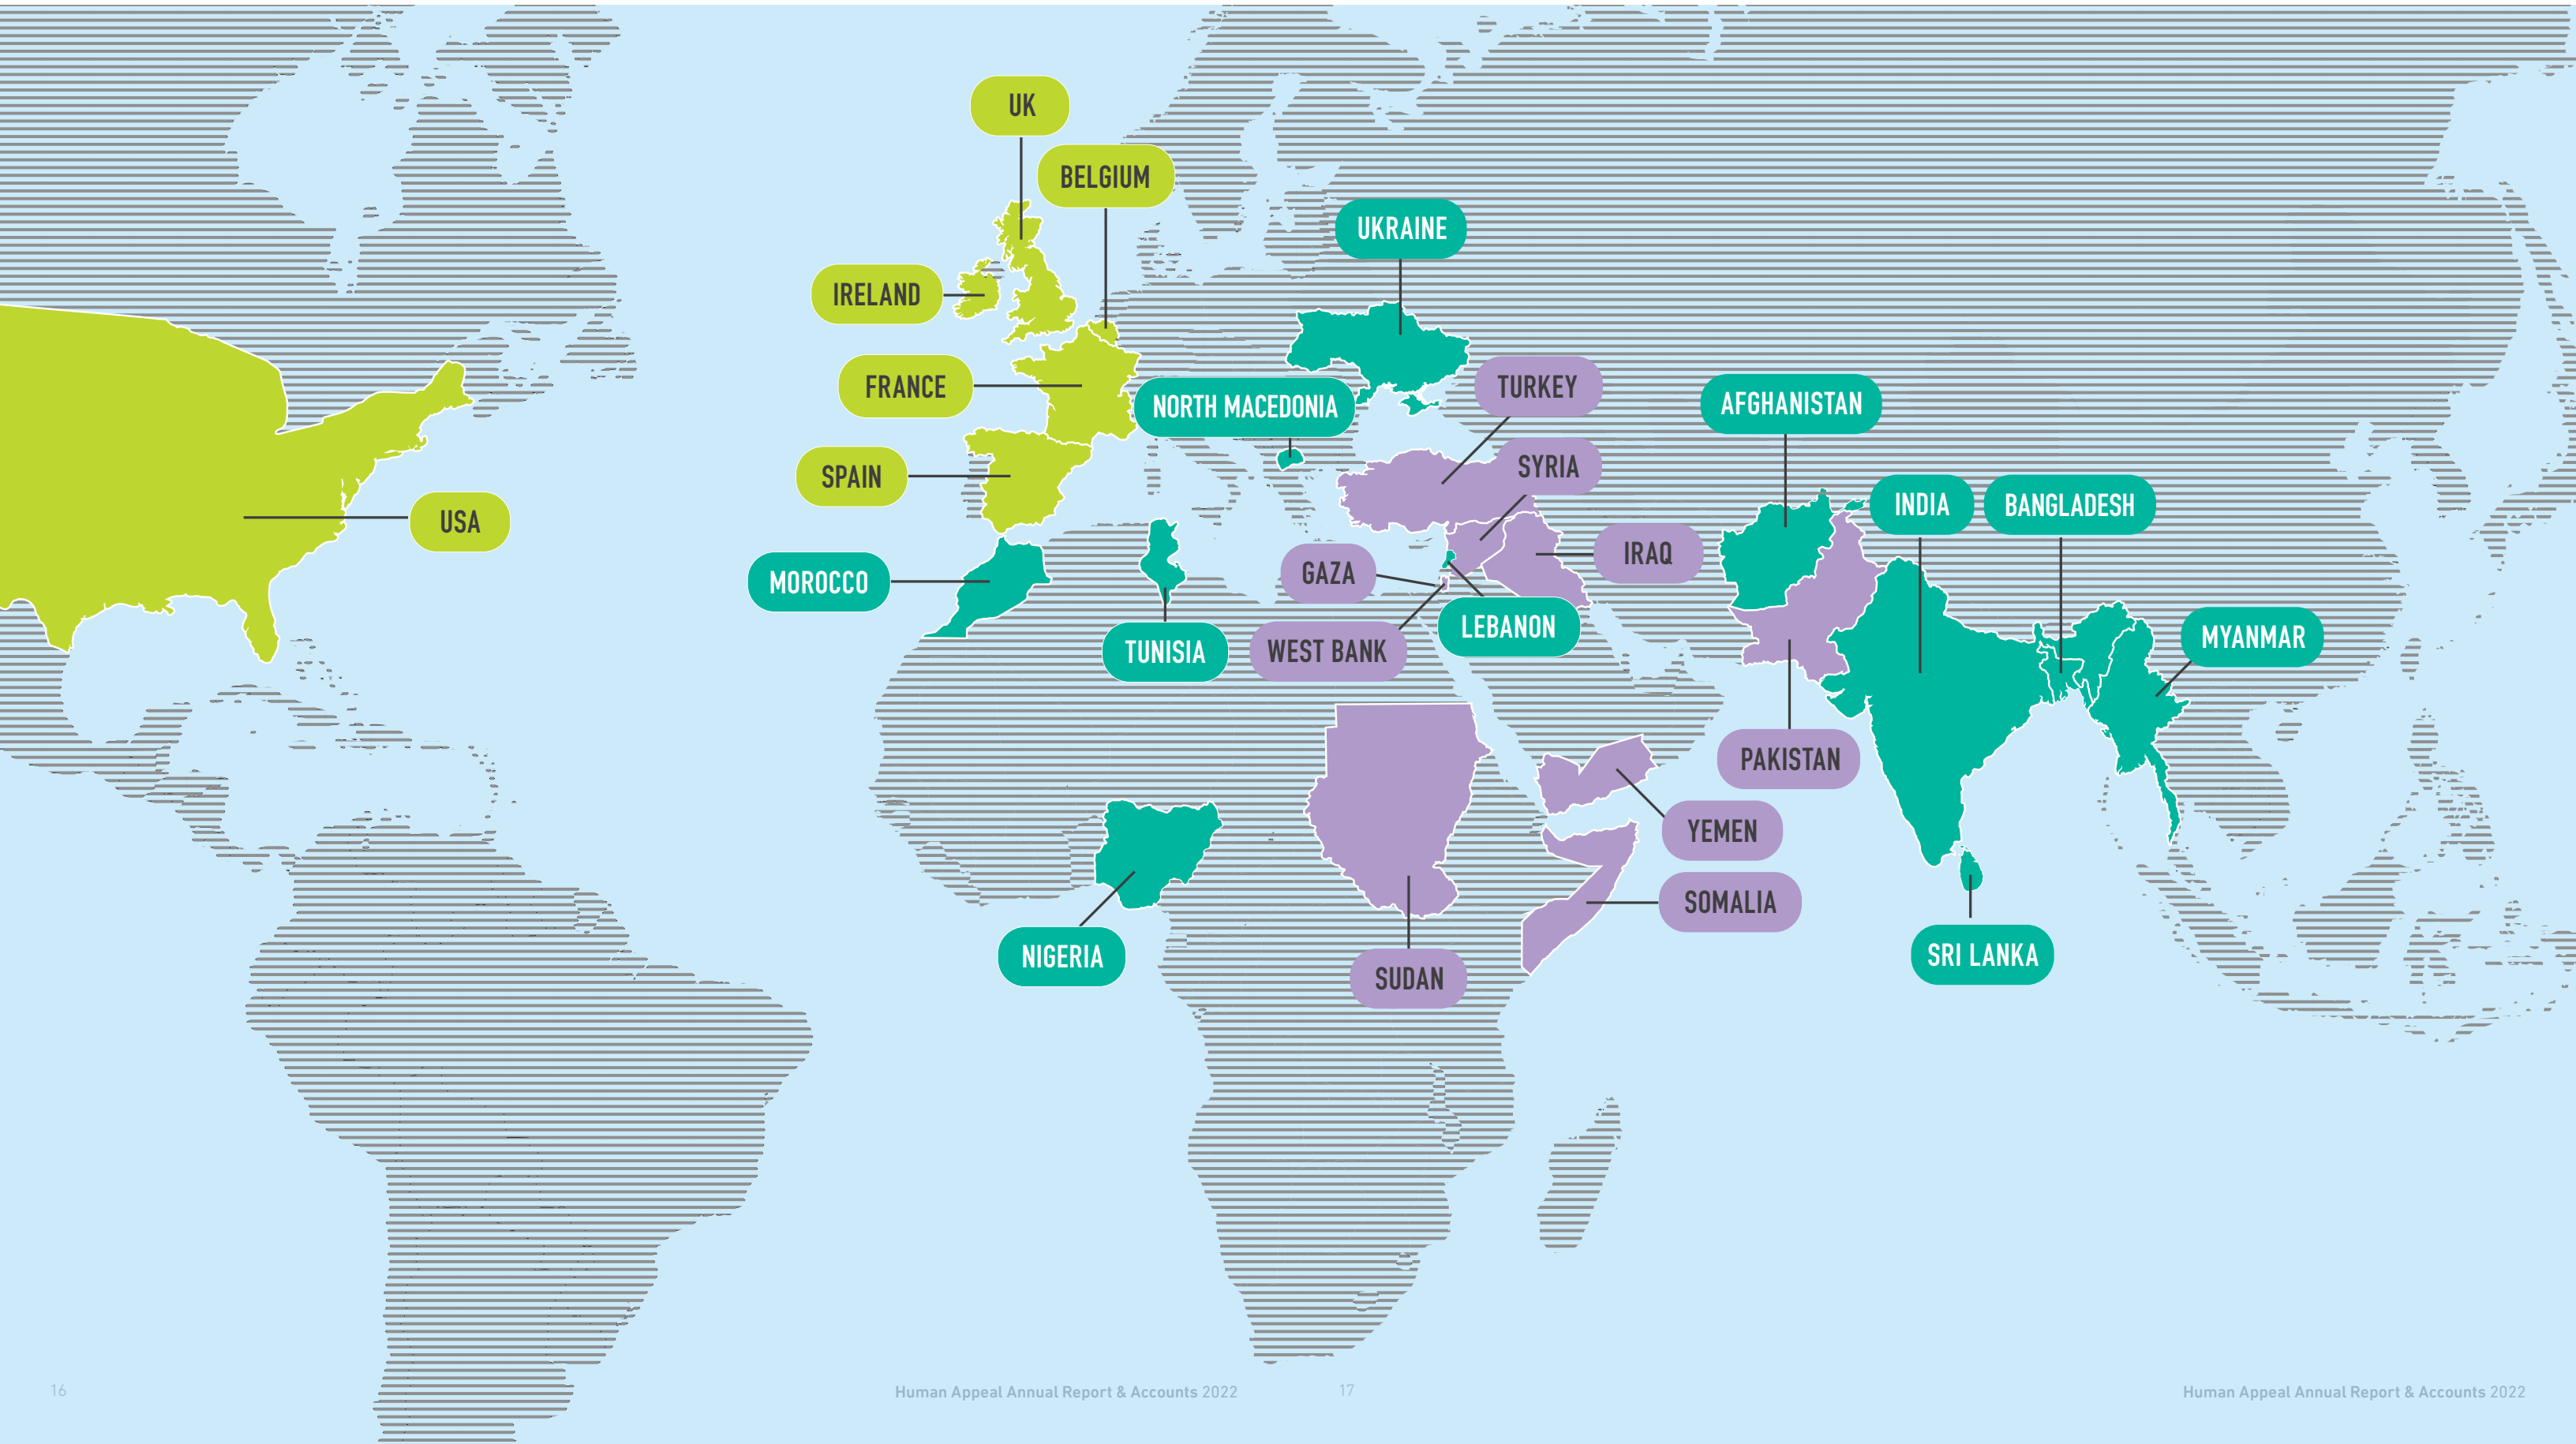 UK
BELGIUM
UKRAINE
IRELAND
FRANCE
TURKEY
NORTH MACEDONIA
AFGHANISTAN
SPAIN
SYRIA
INDIA
BANGLADESH
USA
IRAQ
GAZA
MOROCCO
LEBANON
MYANMAR
TUNISIA
WEST BANK
PAKISTAN
YEMEN
SOMALIA
SRI LANKA
NIGERIA
SUDAN
16
Human Appeal Annual Report & Accounts 2022
17
Human Appeal Annual Report & Accounts 2022